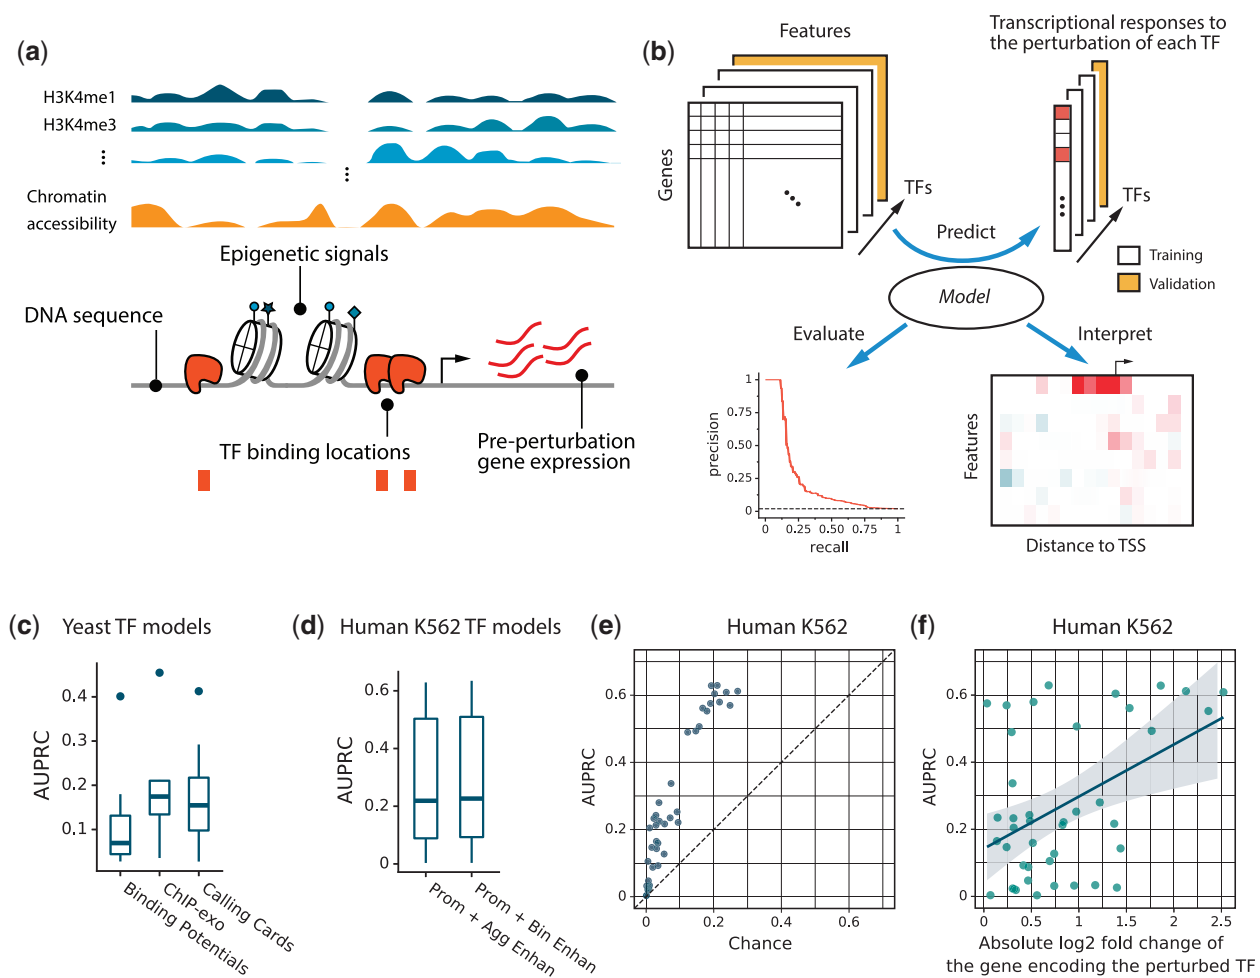 (a)
H3K4me1
H3K4me3
Chromatin
accessibility
Epigenetic signals
DNA sequence
TF binding locations
Pre-perturbation
gene expression
(b)
Features
Transcriptional responses to
the perturbation of each TF
Genes
TFs
TFs
Predict
Training
Validation
Model
Evaluate
Interpret
precision
1
0.75
0.50
0.25
0
0
0.25
0.50
0.75
1
recall
Features
Distance to TSS
(c)
Yeast TF models
AUPRC
0.4
0.3
0.2
0.1
Binding Potentials
ChIP-exo
Calling Cards
(d)
Human K562 TF models
AUPRC
0.6
0.4
0.2
0
Prom + Agg Enhan
Prom + Bin Enhan
(e)
Human K562
AUPRC
0.6
0.4
0.2
0
0
0.2
0.4
0.6
Chance
(f)
Human K562
AUPRC
0.6
0.4
0.2
0
0
0.5
1
1.5
2.0
2.5
Absolute log2 fold change of
the gene encoding the perturbed TF